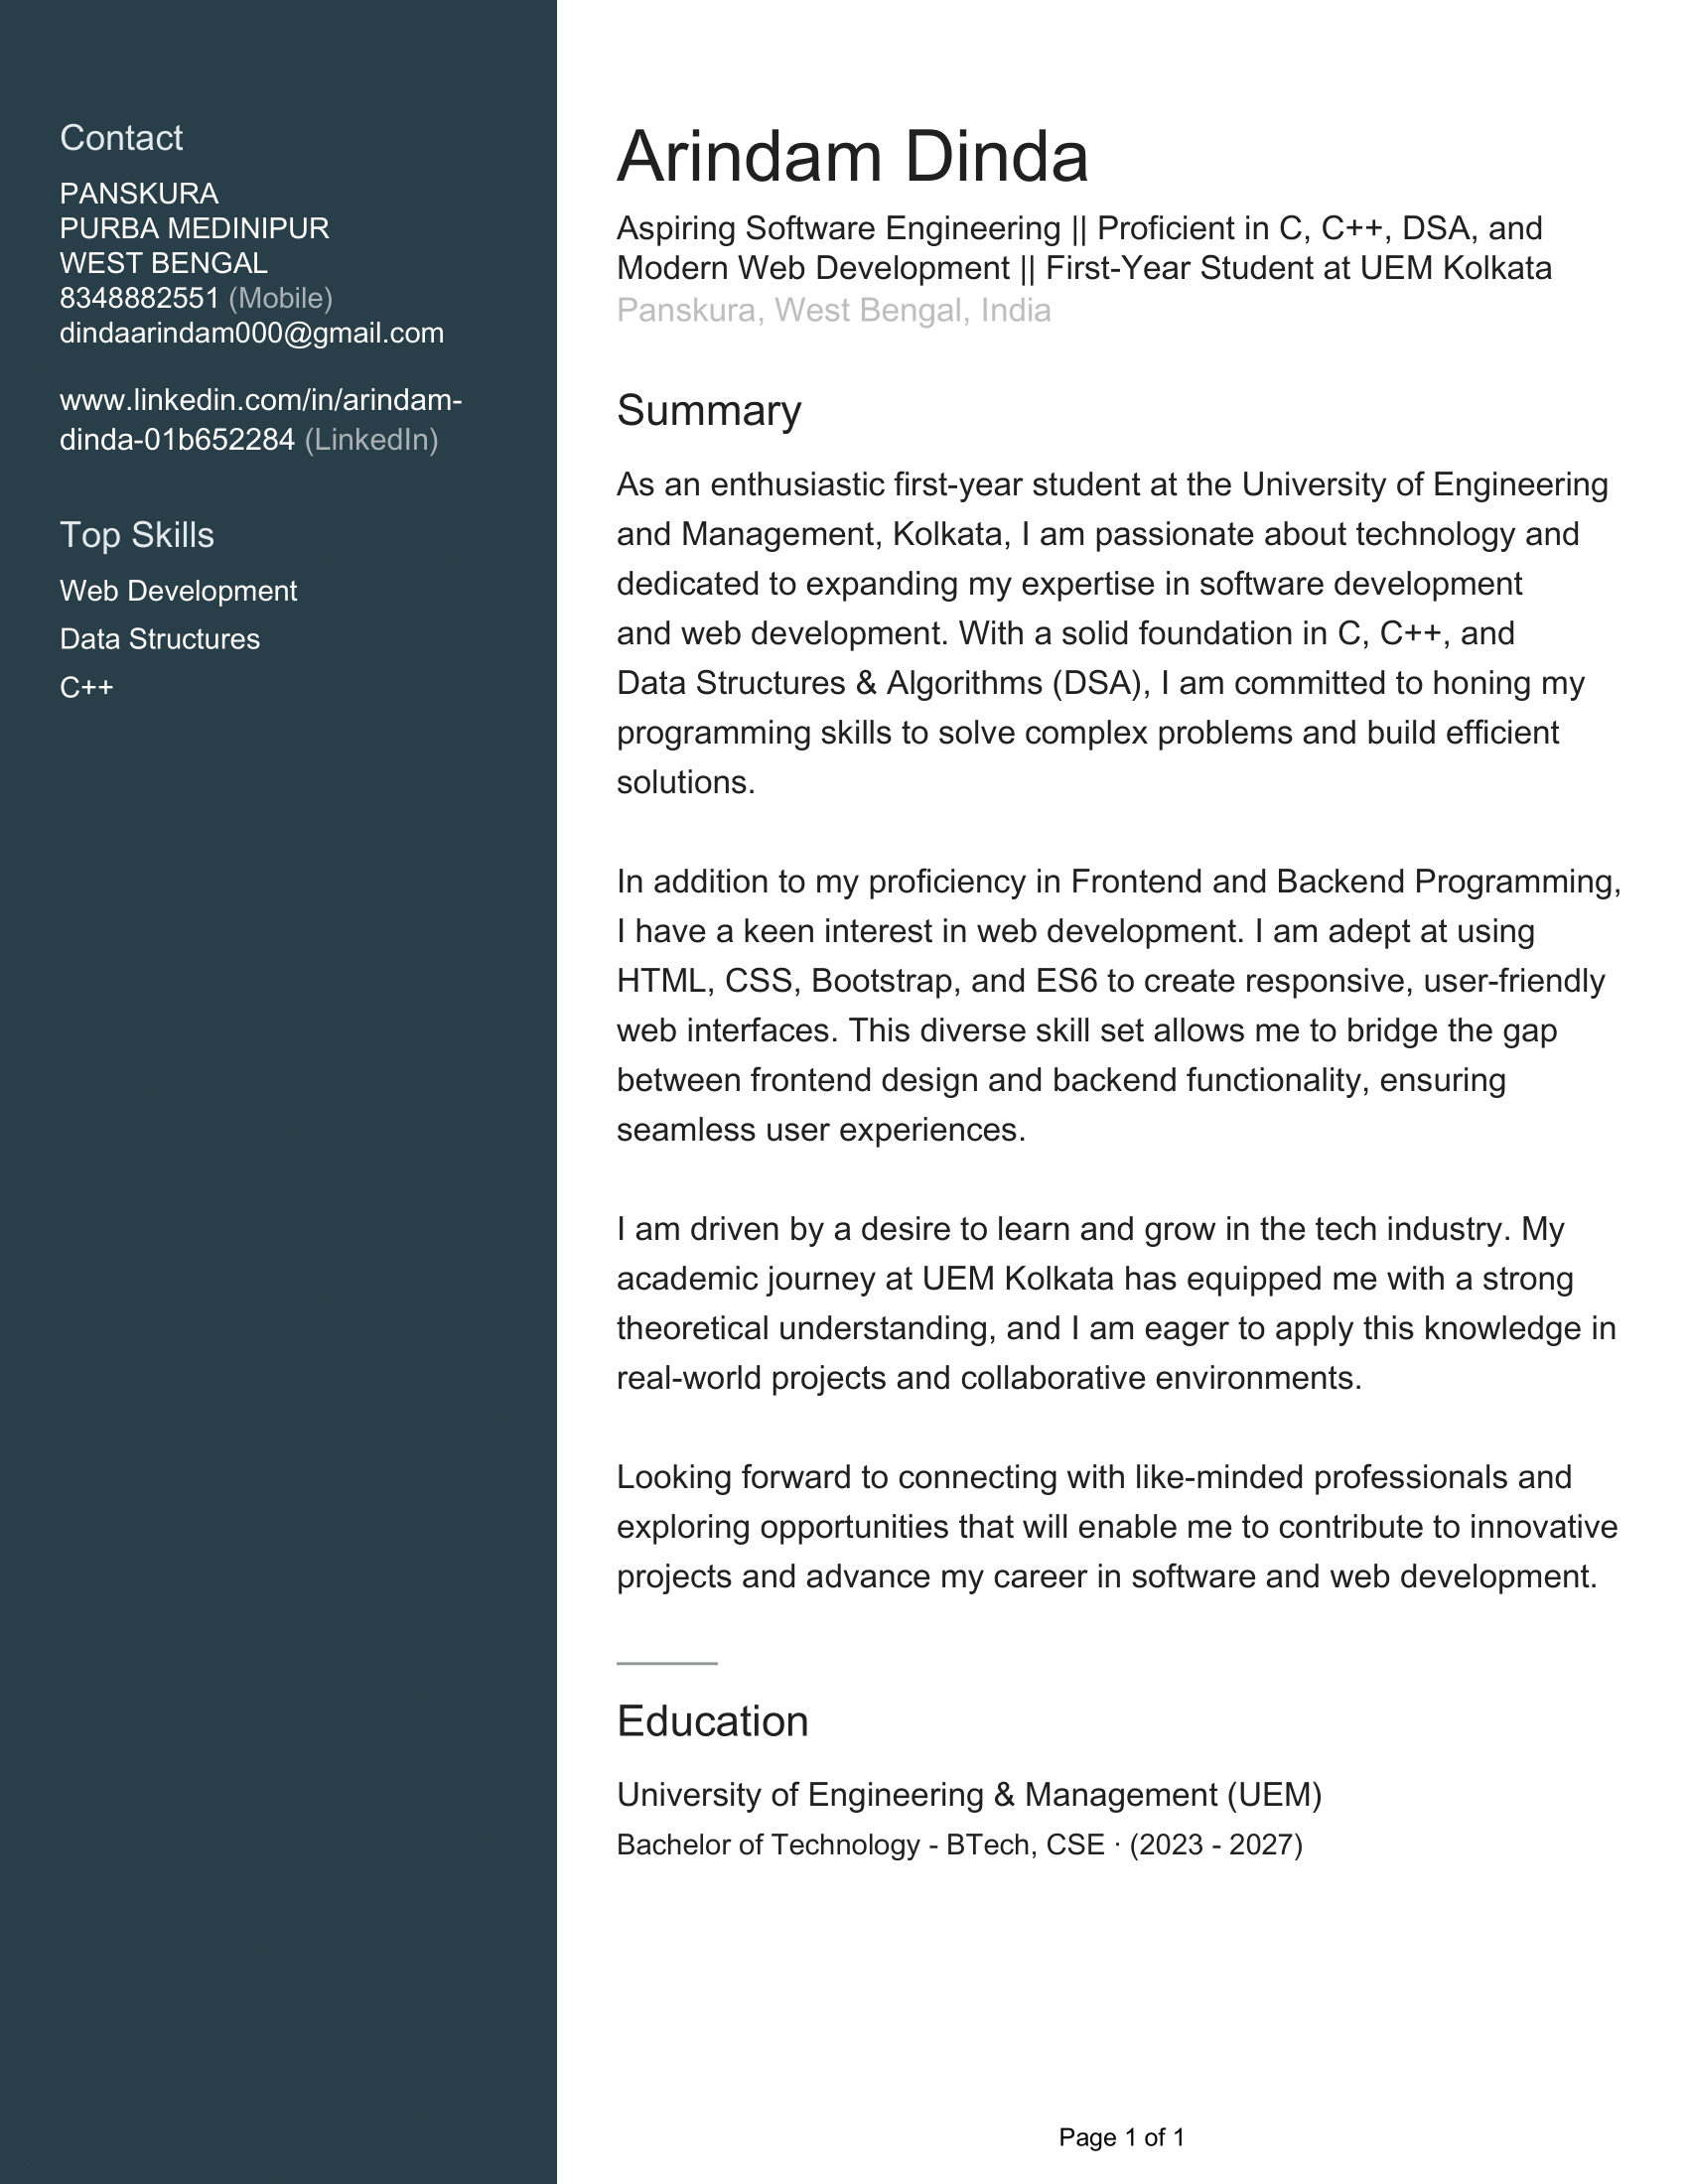 Contact
PANSKURA
PURBA MEDINIPUR
WEST BENGAL
8348882551 (Mobile)
dindaarindam000@gmail.com
www.linkedin.com/in/arindam-
dinda-01b652284 (LinkedIn)
Top Skills
Web Development
Data Structures
C++
Arindam Dinda
Aspiring Software Engineering || Proficient in C, C++, DSA, and
Modern Web Development || First-Year Student at UEM Kolkata
Panskura, West Bengal, India
Summary
As an enthusiastic first-year student at the University of Engineering
and Management, Kolkata, I am passionate about technology and
dedicated to expanding my expertise in software development
and web development. With a solid foundation in C, C++, and
Data Structures & Algorithms (DSA), I am committed to honing my
programming skills to solve complex problems and build efficient
solutions.
In addition to my proficiency in Frontend and Backend Programming,
I have a keen interest in web development. I am adept at using
HTML, CSS, Bootstrap, and ES6 to create responsive, user-friendly
web interfaces. This diverse skill set allows me to bridge the gap
between frontend design and backend functionality, ensuring
seamless user experiences.
I am driven by a desire to learn and grow in the tech industry. My
academic journey at UEM Kolkata has equipped me with a strong
theoretical understanding, and I am eager to apply this knowledge in
real-world projects and collaborative environments.
Looking forward to connecting with like-minded professionals and
exploring opportunities that will enable me to contribute to innovative
projects and advance my career in software and web development.
Education
University of Engineering & Management (UEM)
Bachelor of Technology - BTech, CSE · (2023 - 2027)
Page 1 of 1